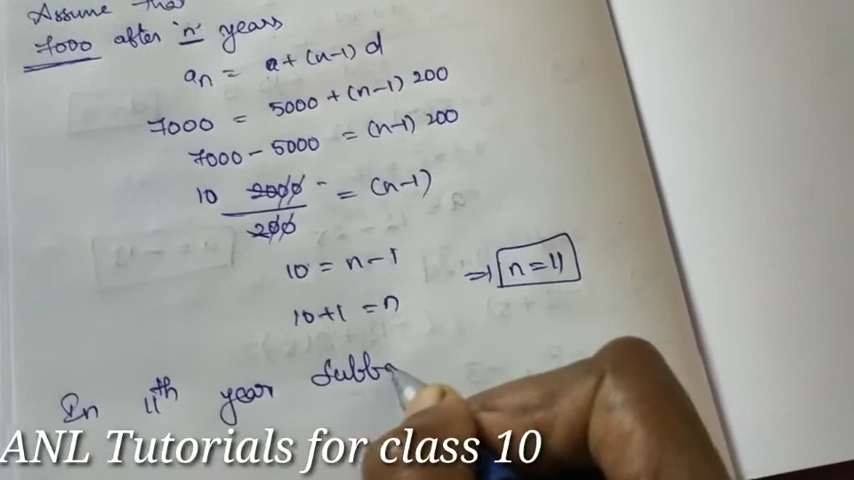 Assume that
7000 after 'n' years
an = a + (n-1) d
7000 = 5000 + (n-1) 200
7000 - 5000 = (n-1) 200
10 2000/200 = (n-1)
10 = n-1
10+1 = n ⇒ n = 11
In 11th year Subba
ANL Tutorials for class 10